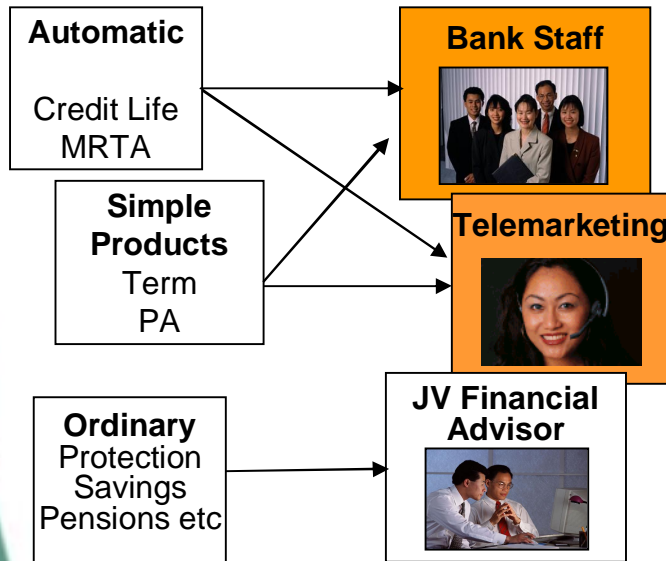 Automatic
Credit Life
MRTA
Bank Staff
Simple
Products
Term
PA
Telemarketing
Ordinary
Protection
Savings
Pensions etc
JV Financial
Advisor